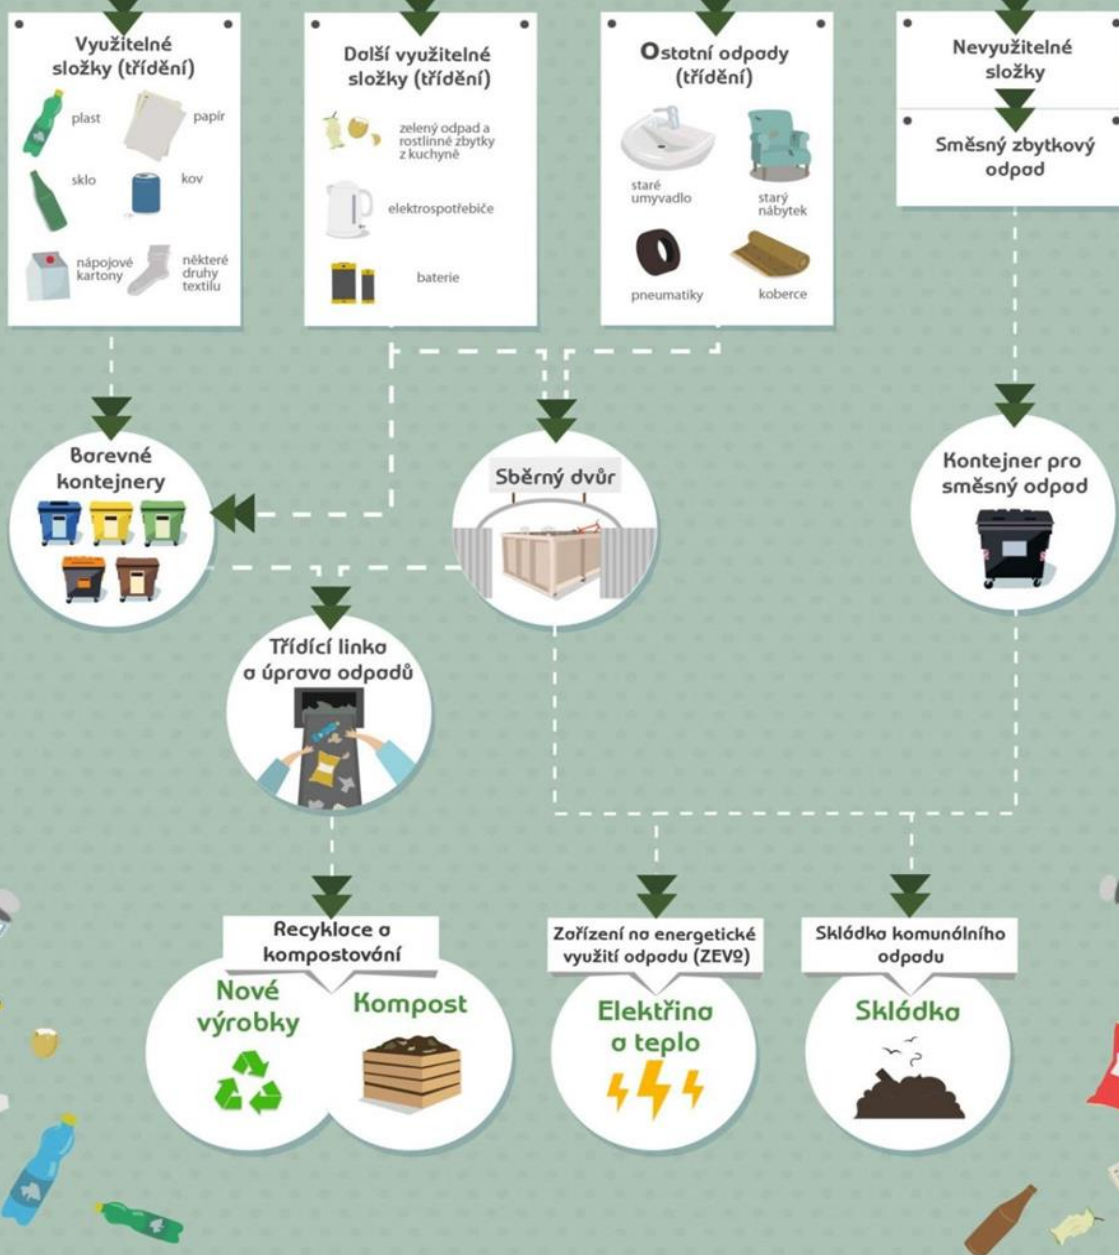 Využitelné
složky (třídění)
plast
papír
sklo
kov
nápojové
kartony
některé
druhy
textilu
Další využitelné
složky (třídění)
zelený odpad a
rostlinné zbytky
z kuchyně
elektrospotřebiče
baterie
Ostatní odpady
(třídění)
staré
umyvadlo
starý
nábytek
pneumatiky
koberce
Nevyužitelné
složky
Směsný zbytkový
odpad
Barevné
kontejnery
Sběrný dvůr
Kontejner pro
směsný odpad
Třídící linka
a úprava odpadů
Recyklace a
kompostování
Nové
výrobky
Kompost
Zařízení na energetické
využití odpadu (ZEVO)
Elektřina
a teplo
Skládka komunálního
odpadu
Skládka